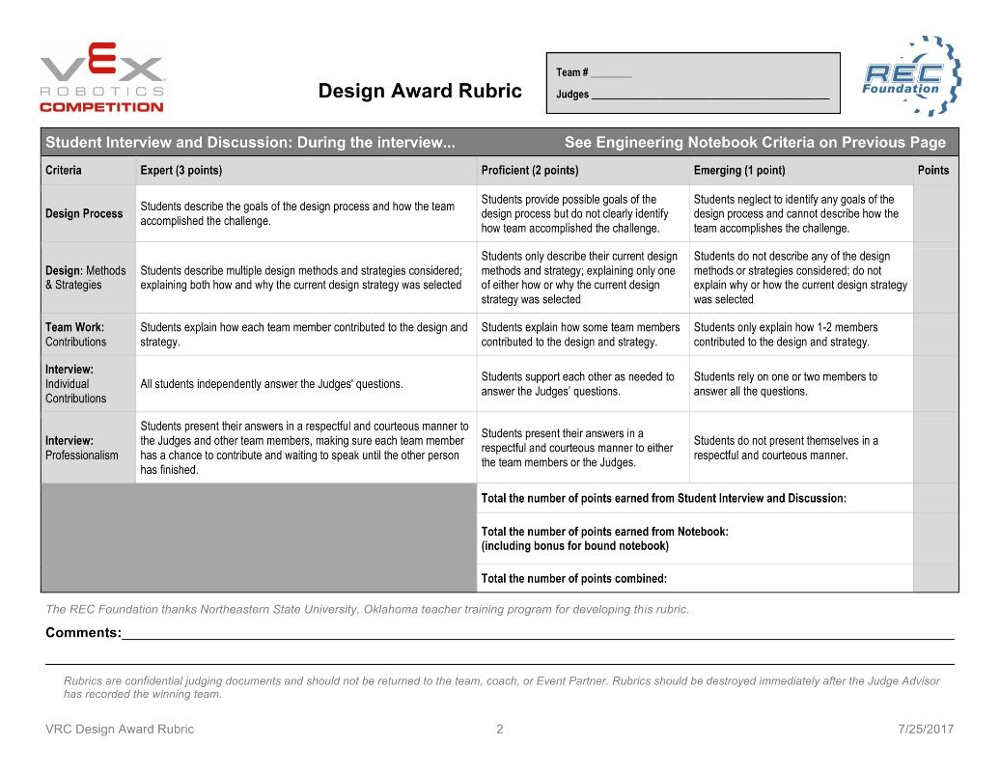 VEX
ROBOTICS
COMPETITION
Design Award Rubric
Team # _______
Judges _________________________________________
REC
Foundation
Student Interview and Discussion: During the interview... See Engineering Notebook Criteria on Previous Page
Criteria Expert (3 points) Proficient (2 points) Emerging (1 point) Points
Design Process
Students describe the goals of the design process and how the team
accomplished the challenge.
Students provide possible goals of the
design process but do not clearly identify
how team accomplished the challenge.
Students neglect to identify any goals of the
design process and cannot describe how the
team accomplishes the challenge.
Design: Methods
& Strategies
Students describe multiple design methods and strategies considered;
explaining both how and why the current design strategy was selected
Students only describe their current design
methods and strategy; explaining only one
of either how or why the current design
strategy was selected
Students do not describe any of the design
methods or strategies considered; do not
explain why or how the current design strategy
was selected
Team Work:
Contributions
Students explain how each team member contributed to the design and
strategy.
Students explain how some team members
contributed to the design and strategy.
Students only explain how 1-2 members
contributed to the design and strategy.
Interview:
Individual
Contributions
All students independently answer the Judges' questions.
Students support each other as needed to
answer the Judges' questions.
Students rely on one or two members to
answer all the questions.
Interview:
Professionalism
Students present their answers in a respectful and courteous manner to
the Judges and other team members, making sure each team member
has a chance to contribute and waiting to speak until the other person
has finished.
Students present their answers in a
respectful and courteous manner to either
the team members or the Judges.
Students do not present themselves in a
respectful and courteous manner.
Total the number of points earned from Student Interview and Discussion:
Total the number of points earned from Notebook:
(including bonus for bound notebook)
Total the number of points combined:
The REC Foundation thanks Northeastern State University, Oklahoma teacher training program for developing this rubric.
Comments:
Rubrics are confidential judging documents and should not be returned to the team, coach, or Event Partner. Rubrics should be destroyed immediately after the Judge Advisor
has recorded the winning team.
VRC Design Award Rubric 2 7/25/2017